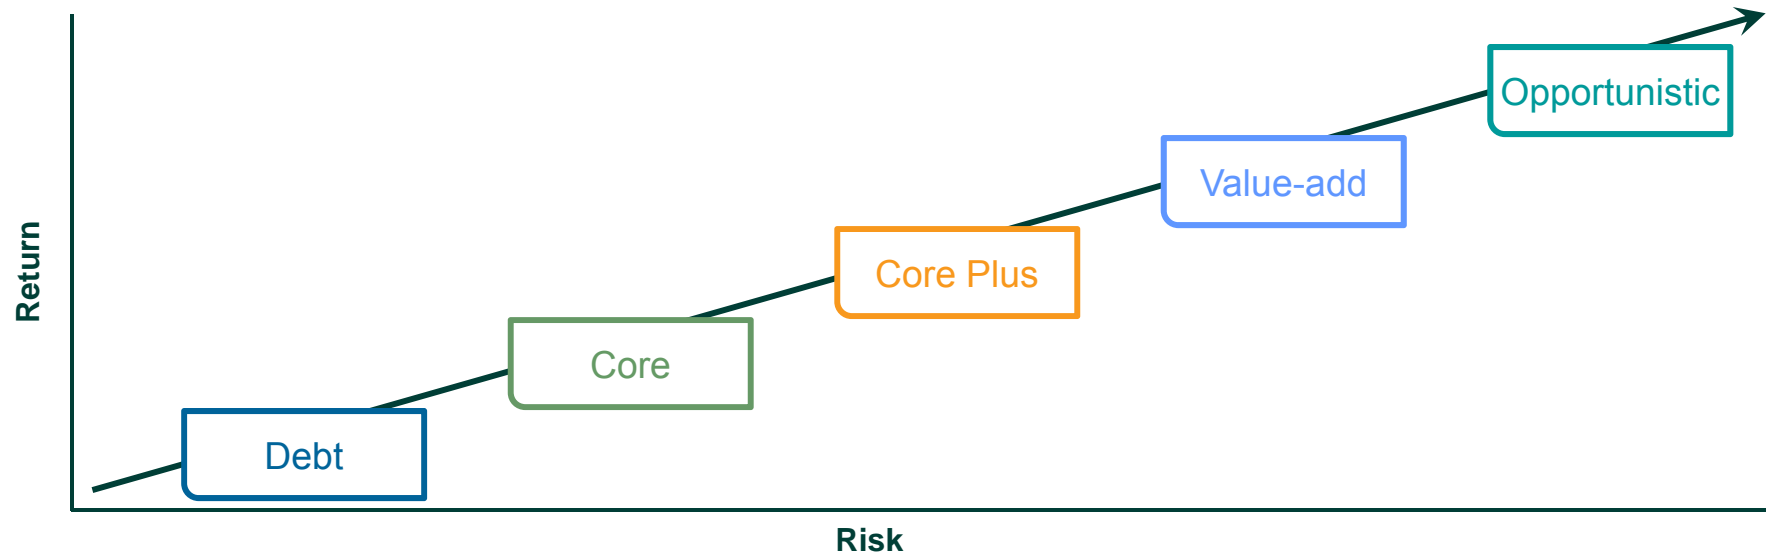 Return
Opportunistic
Value-add
Core Plus
Core
Debt
Risk